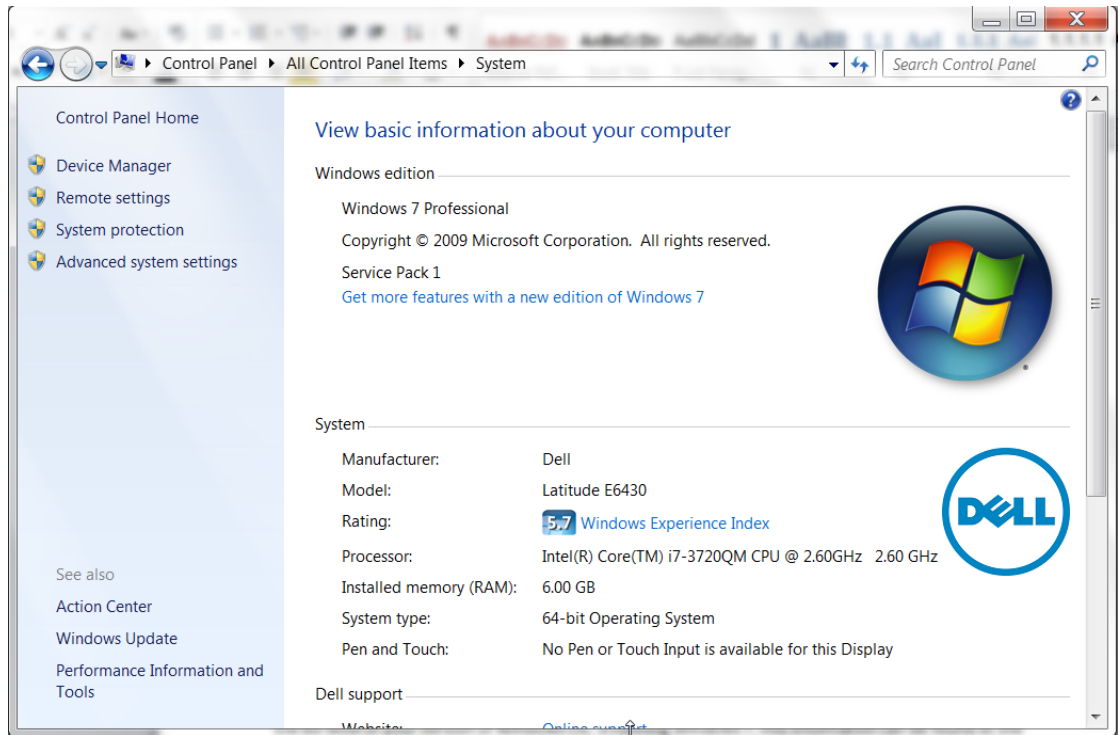 Control Panel ▸ All Control Panel Items ▸ System
Search Control Panel
Control Panel Home
Device Manager
Remote settings
System protection
Advanced system settings
See also
Action Center
Windows Update
Performance Information and
Tools
View basic information about your computer
Windows edition
Windows 7 Professional
Copyright © 2009 Microsoft Corporation. All rights reserved.
Service Pack 1
Get more features with a new edition of Windows 7
System
Manufacturer: Dell
Model: Latitude E6430
Rating: 5.7 Windows Experience Index
Processor: Intel(R) Core(TM) i7-3720QM CPU @ 2.60GHz 2.60 GHz
Installed memory (RAM): 6.00 GB
System type: 64-bit Operating System
Pen and Touch: No Pen or Touch Input is available for this Display
DELL
Dell support
Website: Online support